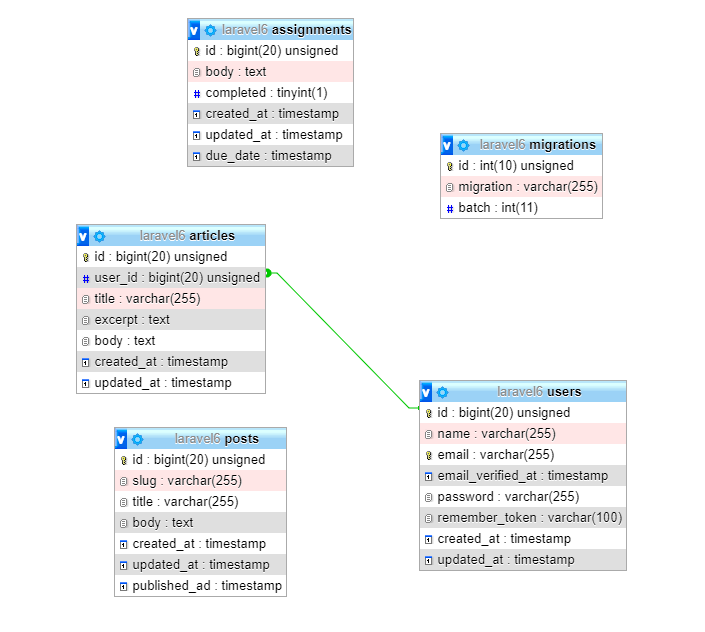 laravel6 assignments
id : bigint(20) unsigned
body : text
completed : tinyint(1)
created_at : timestamp
updated_at : timestamp
due_date : timestamp
laravel6 migrations
id : int(10) unsigned
migration : varchar(255)
batch : int(11)
laravel6 articles
id : bigint(20) unsigned
user_id : bigint(20) unsigned
title : varchar(255)
excerpt : text
body : text
created_at : timestamp
updated_at : timestamp
laravel6 users
id : bigint(20) unsigned
name : varchar(255)
email : varchar(255)
email_verified_at : timestamp
password : varchar(255)
remember_token : varchar(100)
created_at : timestamp
updated_at : timestamp
laravel6 posts
id : bigint(20) unsigned
slug : varchar(255)
title : varchar(255)
body : text
created_at : timestamp
updated_at : timestamp
published_ad : timestamp